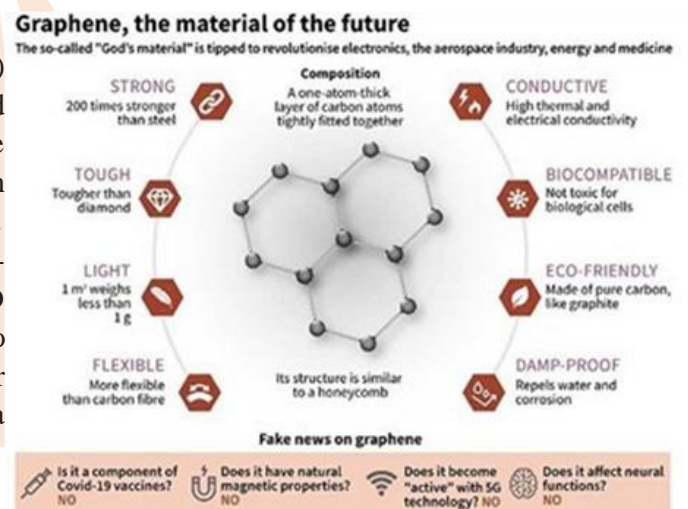 Graphene, the material of the future
The so-called "God's material" is tipped to revolutionise electronics, the aerospace industry, energy and medicine
Composition
A one-atom-thick
layer of carbon atoms
tightly fitted together
STRONG
200 times stronger
than steel
TOUGH
Tougher than
diamond
LIGHT
1 m² weighs
less than
1 g
FLEXIBLE
More flexible
than carbon fibre
CONDUCTIVE
High thermal and
electrical conductivity
BIOCOMPATIBLE
Not toxic for
biological cells
ECO-FRIENDLY
Made of pure carbon,
like graphite
DAMP-PROOF
Repels water and
corrosion
Its structure is similar
to a honeycomb
Fake news on graphene
Is it a component of
Covid-19 vaccines?
NO
Does it have natural
magnetic properties?
NO
Does it become
"active" with 5G
technology? NO
Does it affect neural
functions?
NO